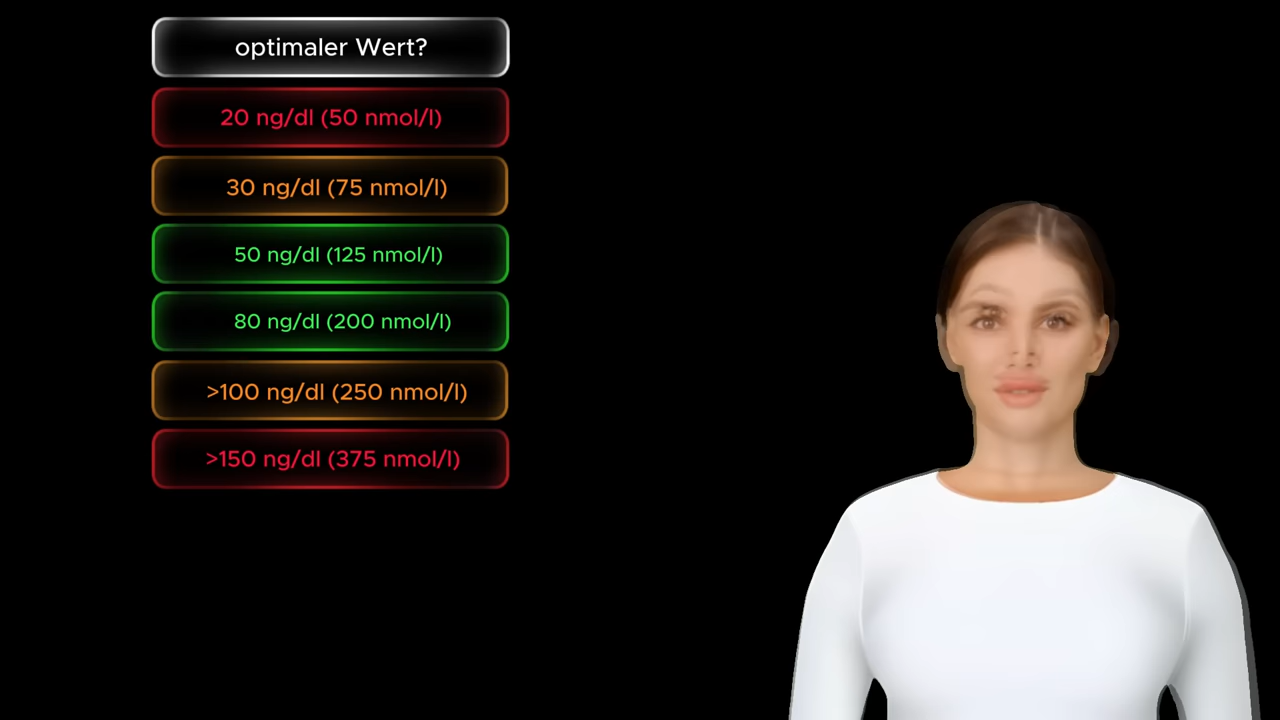 optimaler Wert?
20 ng/dl (50 nmol/l)
30 ng/dl (75 nmol/l)
50 ng/dl (125 nmol/l)
80 ng/dl (200 nmol/l)
>100 ng/dl (250 nmol/l)
>150 ng/dl (375 nmol/l)